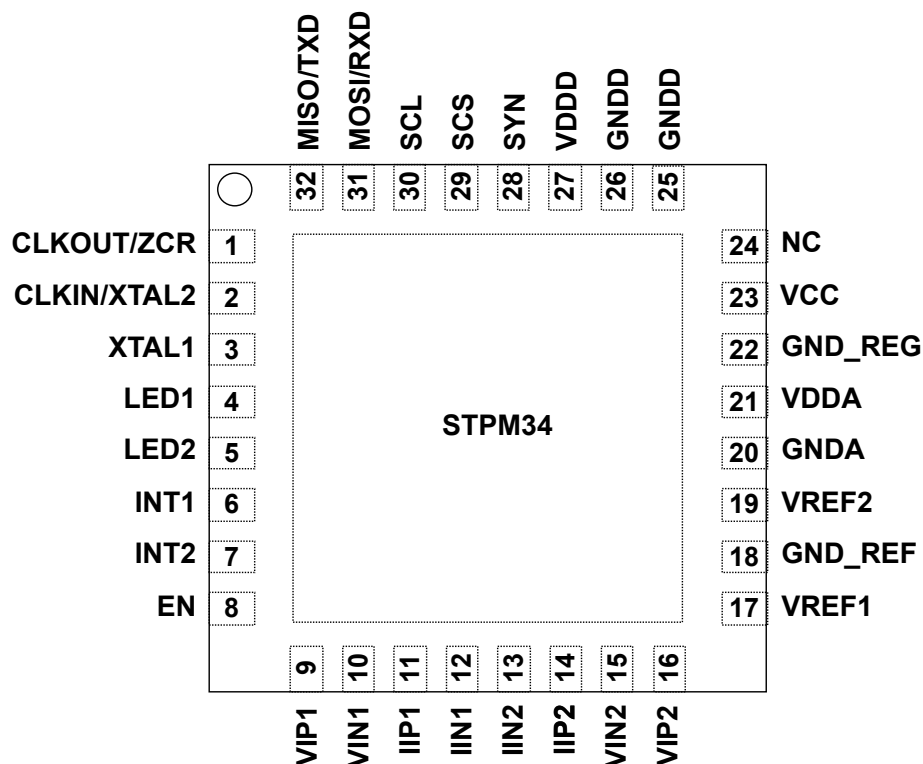 MISO/TXD
MOSI/RXD
SCL
SCS
SYN
VDDD
GNDD
GNDD
32
31
30
29
28
27
26
25
CLKOUT/ZCR 1
CLKIN/XTAL2 2
XTAL1 3
LED1 4
LED2 5
INT1 6
INT2 7
EN 8
STPM34
24 NC
23 VCC
22 GND_REG
21 VDDA
20 GNDA
19 VREF2
18 GND_REF
17 VREF1
9
10
11
12
13
14
15
16
VIP1
VIN1
IIP1
IIN1
IIN2
IIP2
VIN2
VIP2